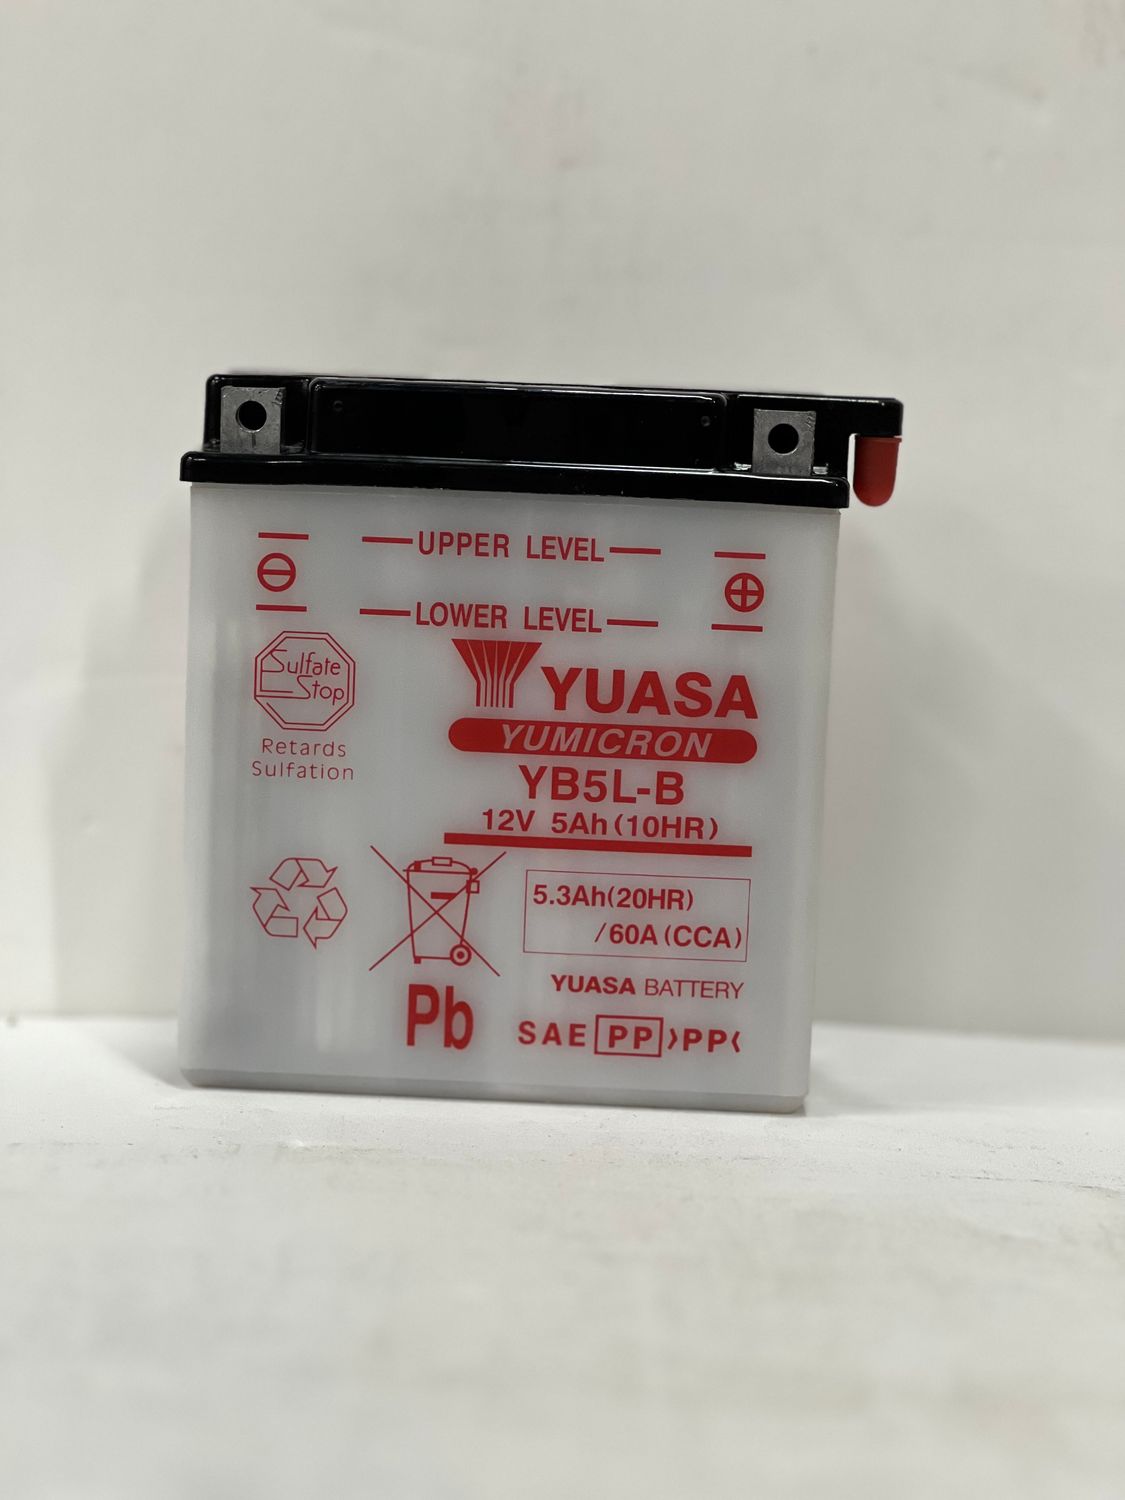 UPPER LEVEL
LOWER LEVEL
Sulfate
Stop
Retards
Sulfation
YUASA
YUMICRON
YB5L-B
12V 5Ah(10HR)
5.3Ah(20HR)
/60A(CCA)
YUASA BATTERY
Pb
SAE PP >PP<